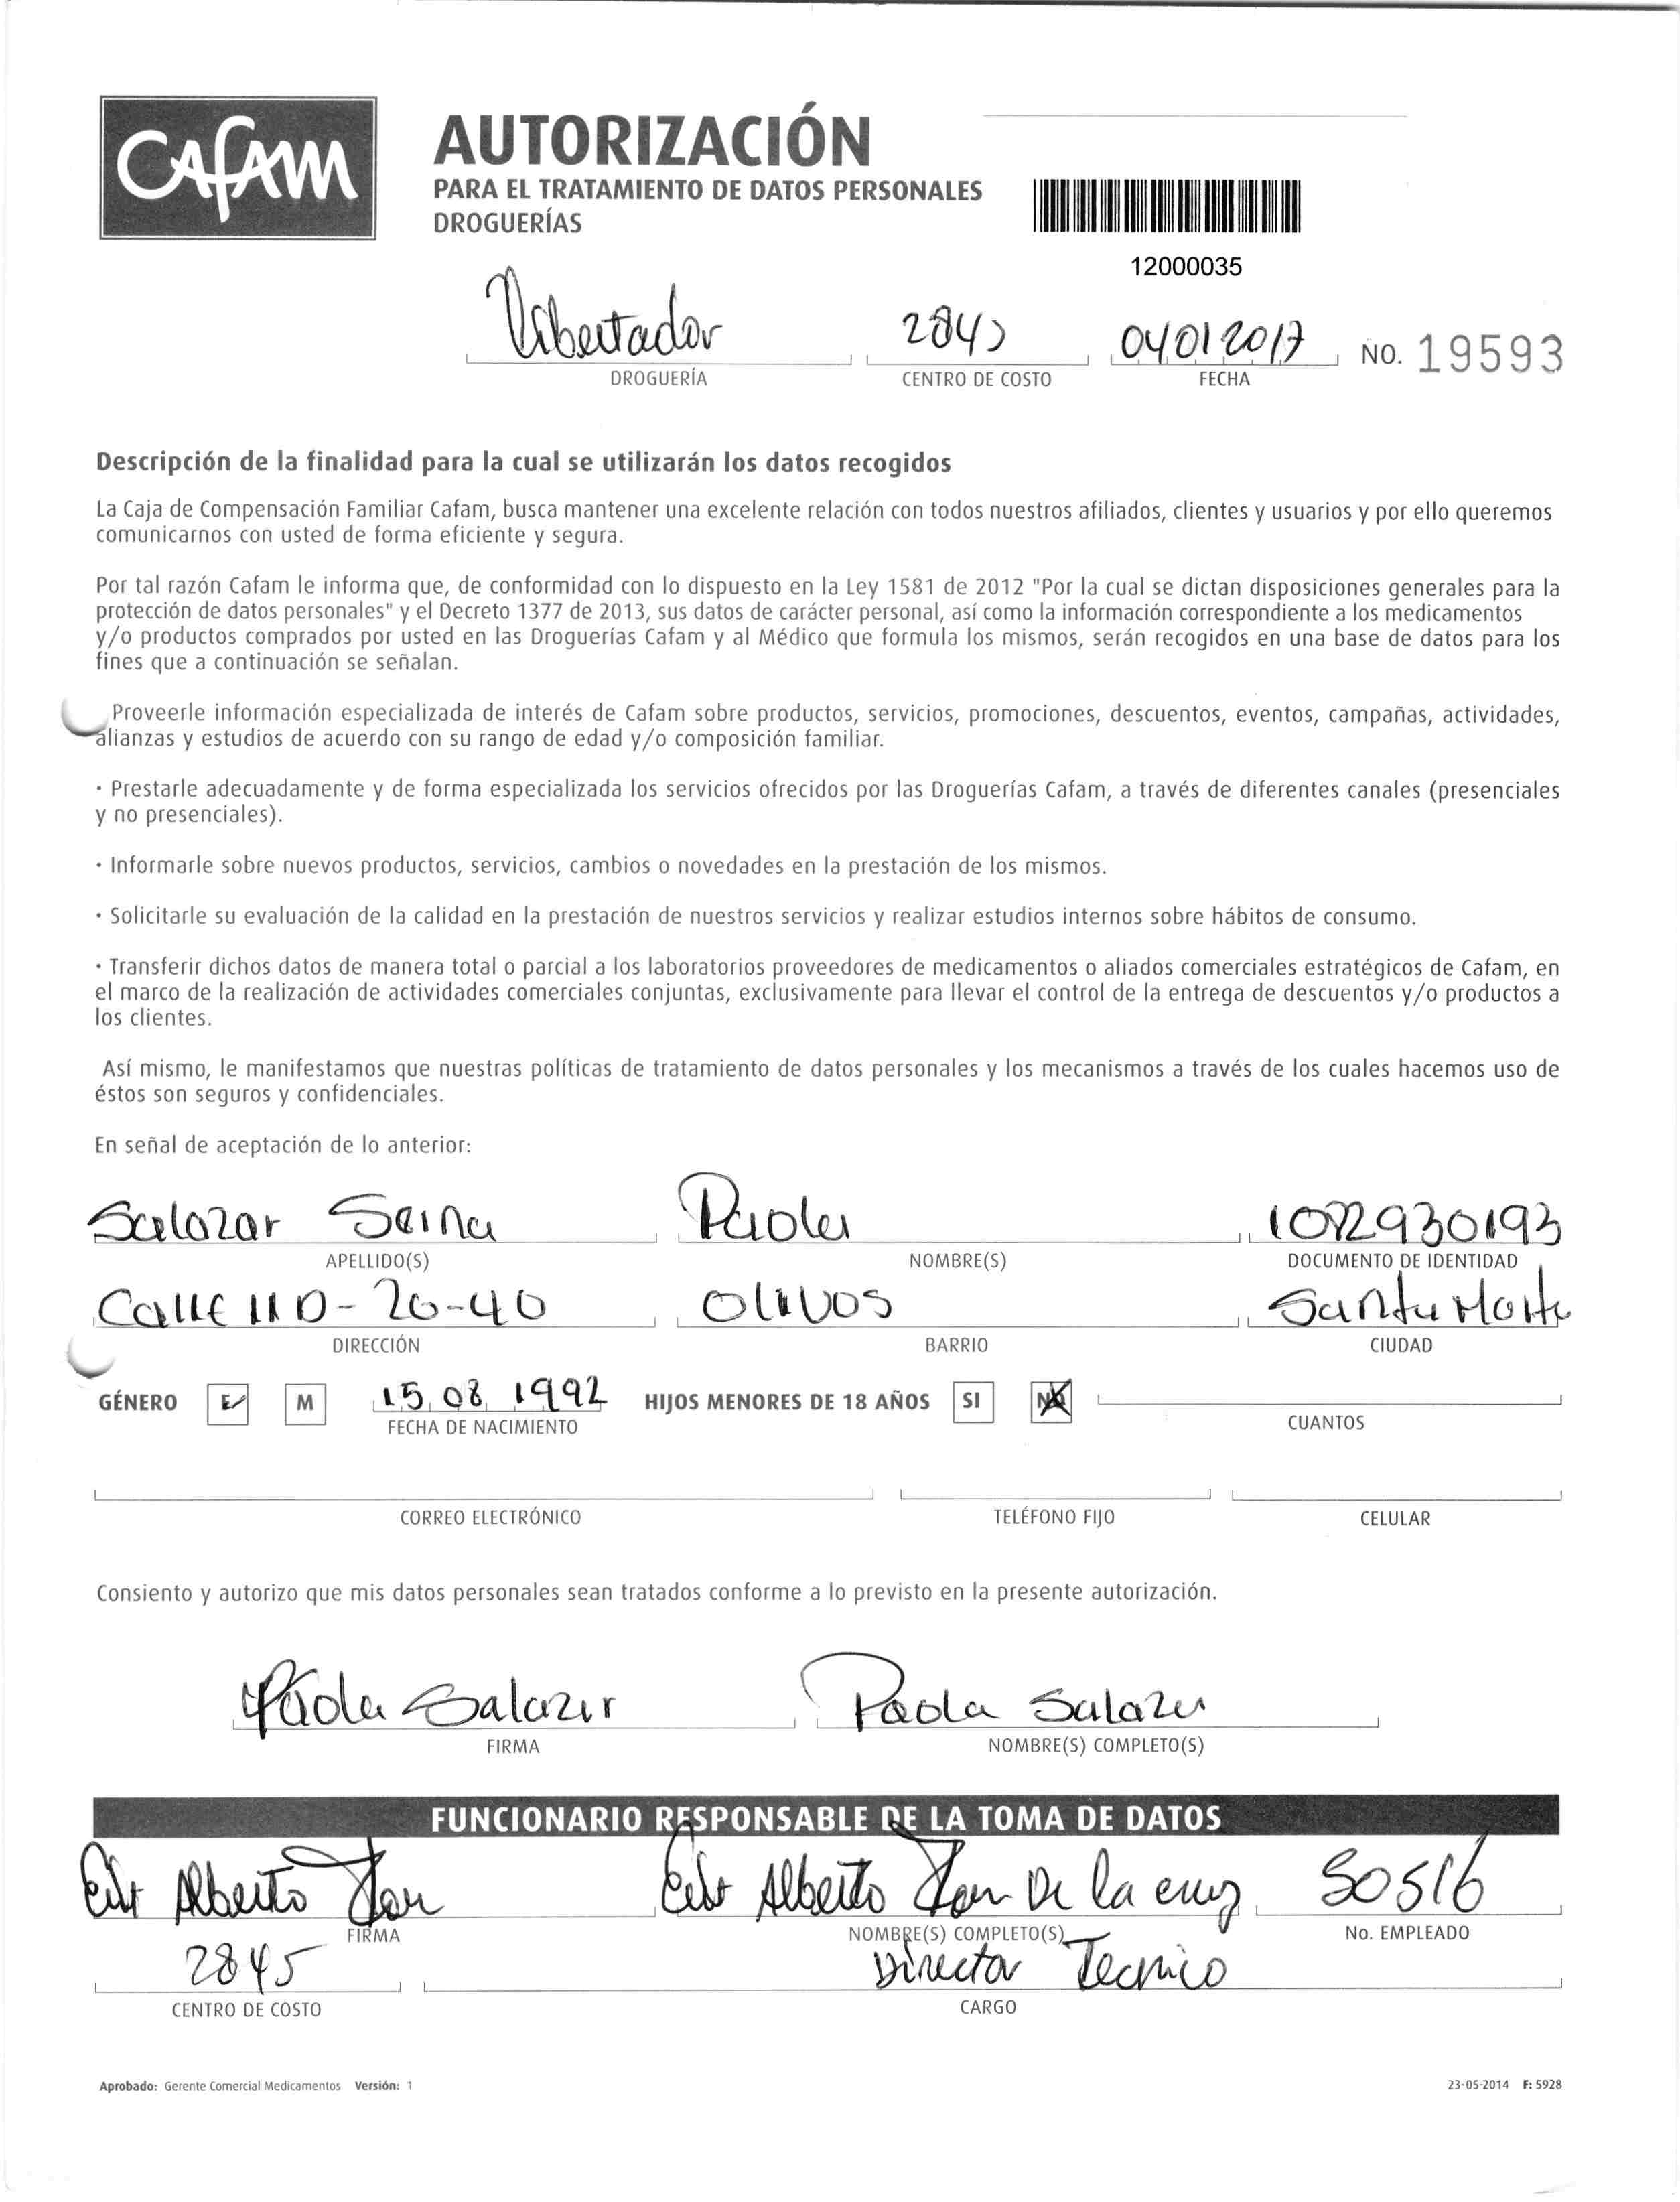 CAFAM
AUTORIZACIÓN
PARA EL TRATAMIENTO DE DATOS PERSONALES
DROGUERÍAS
12000035
Libertador 2845 04 01 2017 NO. 19593
DROGUERÍA CENTRO DE COSTO FECHA
Descripción de la finalidad para la cual se utilizarán los datos recogidos
La Caja de Compensación Familiar Cafam, busca mantener una excelente relación con todos nuestros afiliados, clientes y usuarios y por ello queremos
comunicarnos con usted de forma eficiente y segura.
Por tal razón Cafam le informa que, de conformidad con lo dispuesto en la Ley 1581 de 2012 "Por la cual se dictan disposiciones generales para la
protección de datos personales" y el Decreto 1377 de 2013, sus datos de carácter personal, así como la información correspondiente a los medicamentos
y/o productos comprados por usted en las Droguerías Cafam y al Médico que formula los mismos, serán recogidos en una base de datos para los
fines que a continuación se señalan.
Proveerle información especializada de interés de Cafam sobre productos, servicios, promociones, descuentos, eventos, campañas, actividades,
alianzas y estudios de acuerdo con su rango de edad y/o composición familiar.
· Prestarle adecuadamente y de forma especializada los servicios ofrecidos por las Droguerías Cafam, a través de diferentes canales (presenciales
y no presenciales).
· Informarle sobre nuevos productos, servicios, cambios o novedades en la prestación de los mismos.
· Solicitarle su evaluación de la calidad en la prestación de nuestros servicios y realizar estudios internos sobre hábitos de consumo.
· Transferir dichos datos de manera total o parcial a los laboratorios proveedores de medicamentos o aliados comerciales estratégicos de Cafam, en
el marco de la realización de actividades comerciales conjuntas, exclusivamente para llevar el control de la entrega de descuentos y/o productos a
los clientes.
Así mismo, le manifestamos que nuestras políticas de tratamiento de datos personales y los mecanismos a través de los cuales hacemos uso de
éstos son seguros y confidenciales.
En señal de aceptación de lo anterior:
Salazar Paola
APELLIDO(S) NOMBRE(S) DOCUMENTO DE IDENTIDAD
Calle 11D-26-40 Olivos Santa Marta
DIRECCIÓN BARRIO CIUDAD
GÉNERO F M 15 08 1992 HIJOS MENORES DE 18 AÑOS SI NO
FECHA DE NACIMIENTO CUANTOS
CORREO ELECTRÓNICO TELÉFONO FIJO CELULAR
Consiento y autorizo que mis datos personales sean tratados conforme a lo previsto en la presente autorización.
Paola Salazar Paola Salazar
FIRMA NOMBRE(S) COMPLETO(S)
FUNCIONARIO RESPONSABLE DE LA TOMA DE DATOS
Alberto Alberto De la cruz 50516
FIRMA NOMBRE(S) COMPLETO(S) No. EMPLEADO
2845 Director Tecnico
CENTRO DE COSTO CARGO
Aprobado: Gerente Comercial Medicamentos Versión: 1 23-05-2014 F: 5928